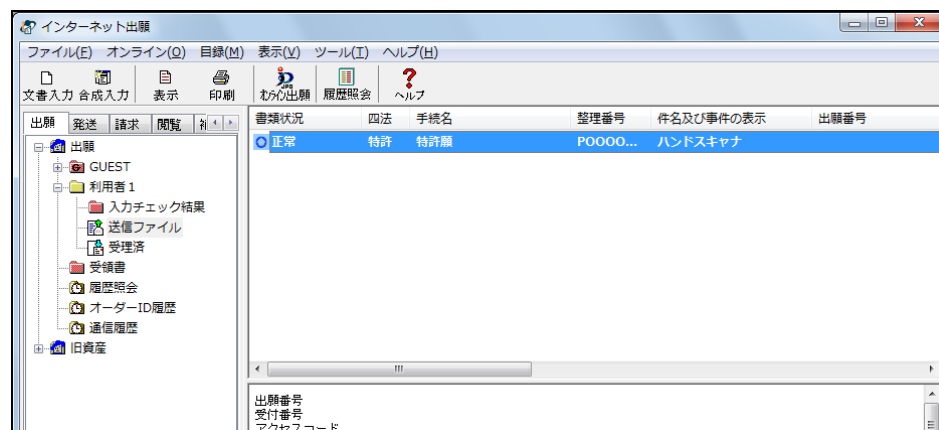 インターネット出願
ファイル(F) オンライン(O) 目録(M) 表示(V) ツール(T) ヘルプ(H)
文書入力 合成入力 表示 印刷 オンライン出願 履歴照会 ヘルプ
出願 発送 請求 閲覧
書類状況 四法 手続名 整理番号 件名及び事件の表示 出願番号
正常 特許 特許願 P0000... ハンドスキャナ
出願
GUEST
利用者1
入力チェック結果
送信ファイル
受理済
受領書
履歴照会
オーダーID履歴
通信履歴
旧資産
出願番号
受付番号
アクセスコード